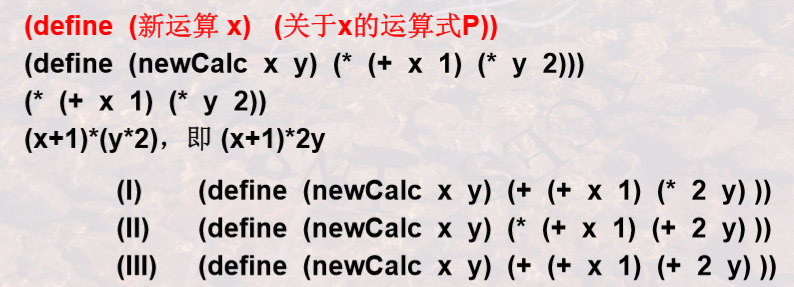 (define (新运算 x) (关于x的运算式P))
(define (newCalc x y) (* (+ x 1) (* y 2)))
(* (+ x 1) (* y 2))
(x+1)*(y*2)，即 (x+1)*2y
(I) (define (newCalc x y) (+ (+ x 1) (* 2 y) ))
(II) (define (newCalc x y) (* (+ x 1) (+ 2 y) ))
(III) (define (newCalc x y) (+ (+ x 1) (+ 2 y) ))